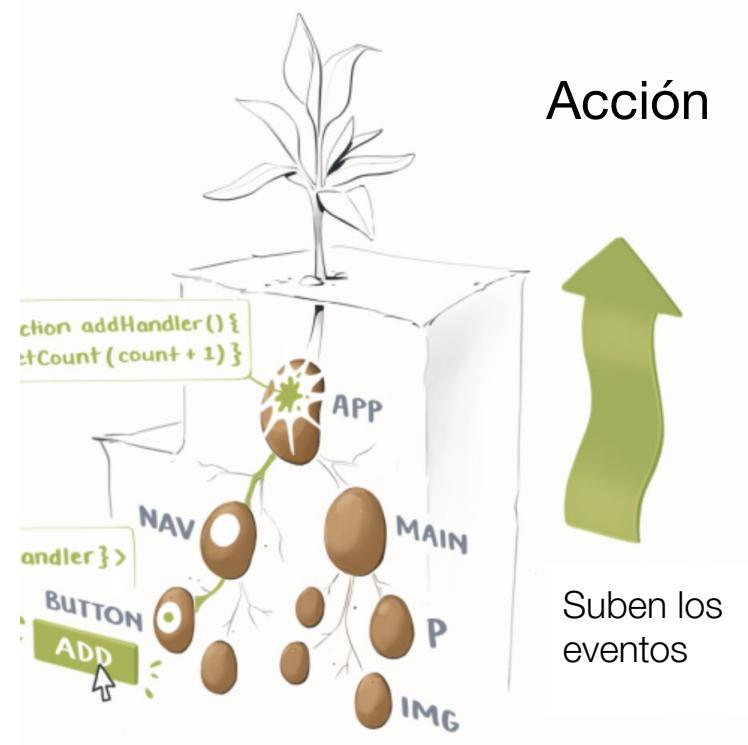 Acción
ction addHandler() {
etCount ( count + 1) }
APP
NAV
MAIN
andler } >
BUTTON
ADD
P
IMG
Suben los
eventos